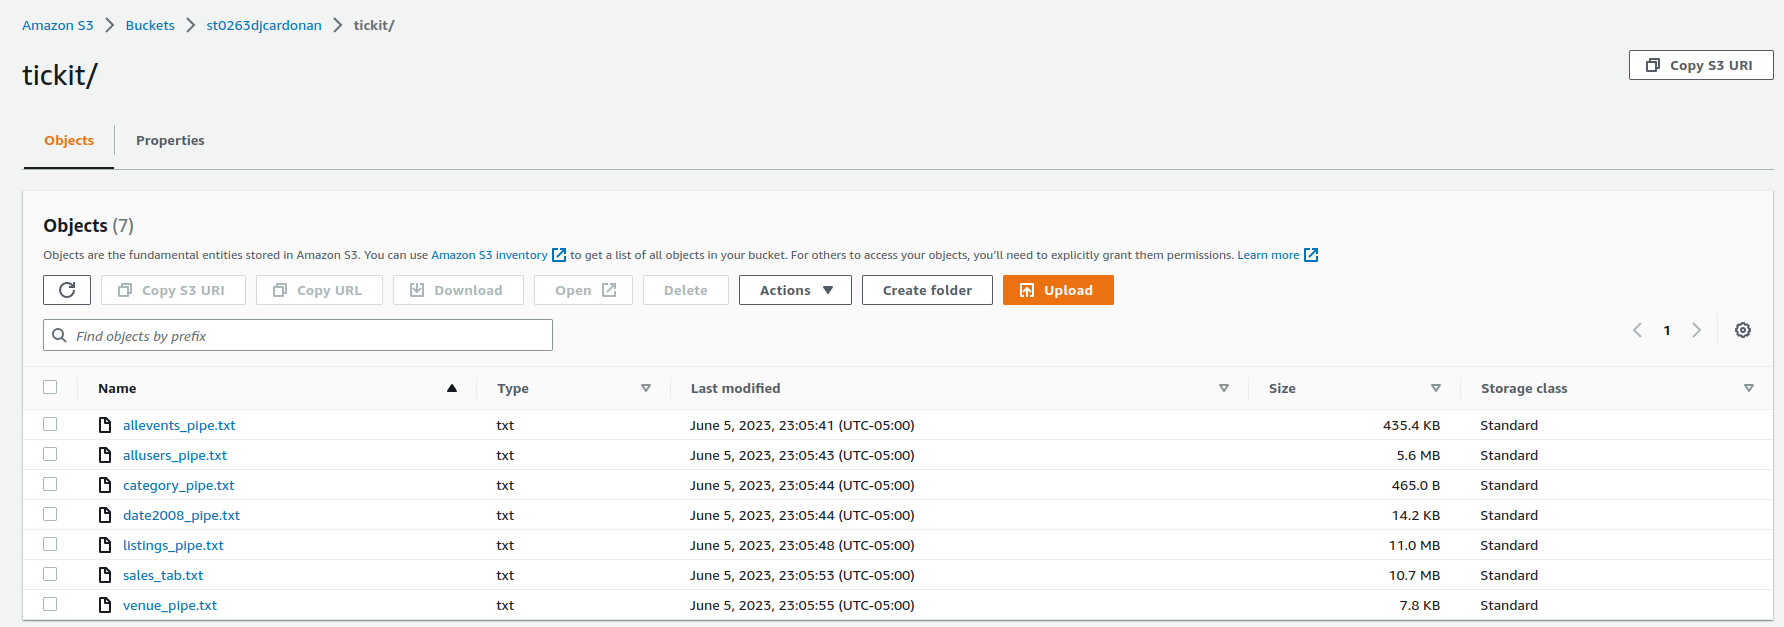 Amazon S3 > Buckets > st0263djcardonan > tickit/
tickit/
Copy S3 URI
Objects Properties
Objects (7)
Objects are the fundamental entities stored in Amazon S3. You can use Amazon S3 inventory to get a list of all objects in your bucket. For others to access your objects, you'll need to explicitly grant them permissions. Learn more
Copy S3 URI Copy URL Download Open Delete Actions Create folder Upload
Find objects by prefix
1
Name Type Last modified Size Storage class
allevents_pipe.txt txt June 5, 2023, 23:05:41 (UTC-05:00) 435.4 KB Standard
allusers_pipe.txt txt June 5, 2023, 23:05:43 (UTC-05:00) 5.6 MB Standard
category_pipe.txt txt June 5, 2023, 23:05:44 (UTC-05:00) 465.0 B Standard
date2008_pipe.txt txt June 5, 2023, 23:05:44 (UTC-05:00) 14.2 KB Standard
listings_pipe.txt txt June 5, 2023, 23:05:48 (UTC-05:00) 11.0 MB Standard
sales_tab.txt txt June 5, 2023, 23:05:53 (UTC-05:00) 10.7 MB Standard
venue_pipe.txt txt June 5, 2023, 23:05:55 (UTC-05:00) 7.8 KB Standard